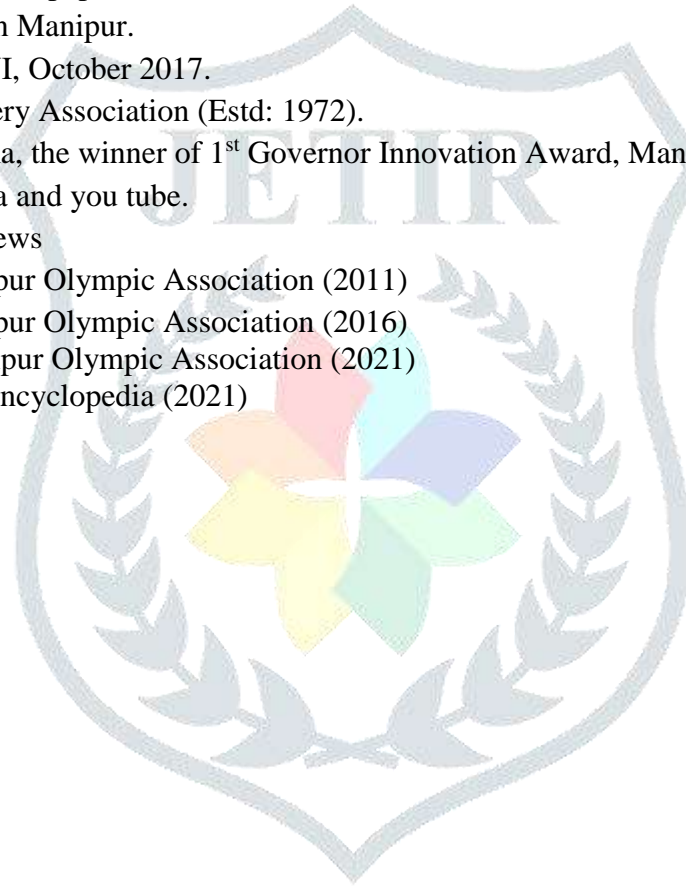 n Manipur.
I, October 2017.
ery Association (Estd: 1972).
a, the winner of 1st Governor Innovation Award, Man
a and you tube.
ews
pur Olympic Association (2011)
pur Olympic Association (2016)
pur Olympic Association (2021)
ncyclopedia (2021)
JETIR